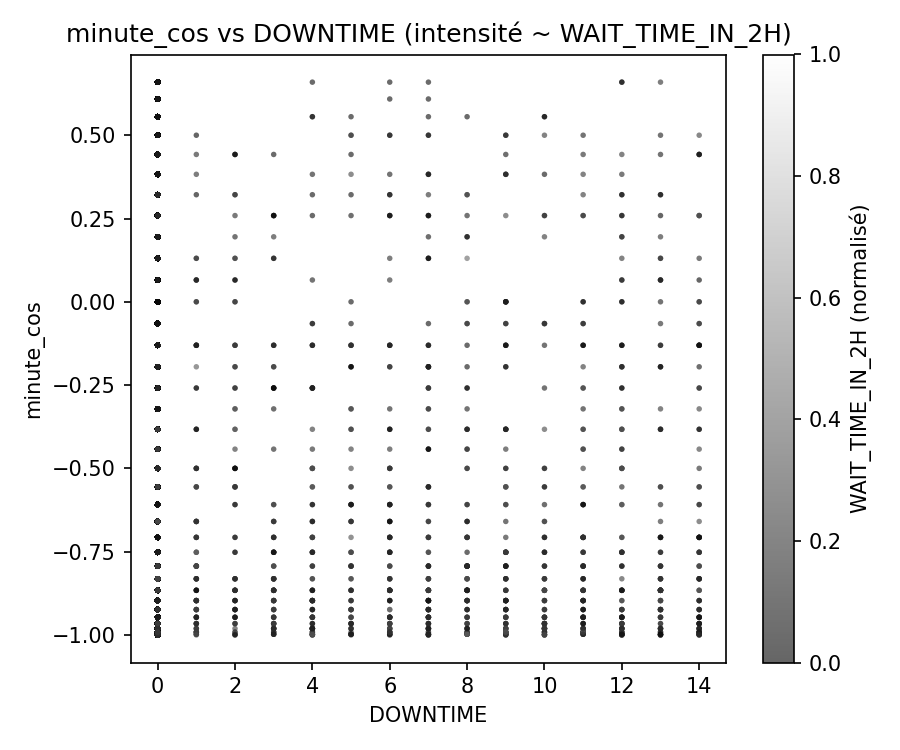 minute_cos vs DOWNTIME (intensité ~ WAIT_TIME_IN_2H)
minute_cos
0.50
0.25
0.00
−0.25
−0.50
−0.75
−1.00
0 2 4 6 8 10 12 14
DOWNTIME
1.0
0.8
0.6
0.4
0.2
0.0
WAIT_TIME_IN_2H (normalisé)